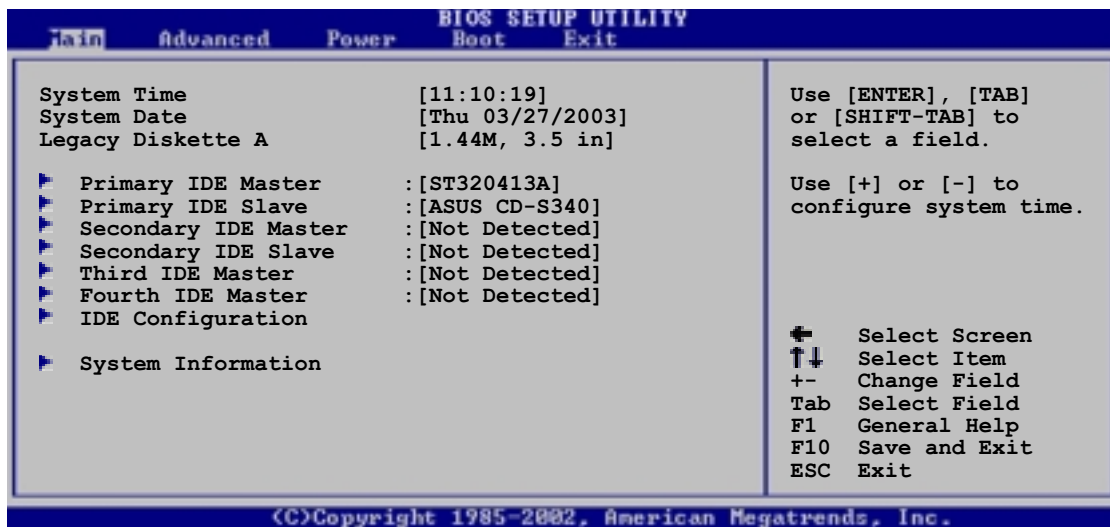 BIOS SETUP UTILITY
Main Advanced Power Boot Exit
System Time [11:10:19]
System Date [Thu 03/27/2003]
Legacy Diskette A [1.44M, 3.5 in]
Primary IDE Master :[ST320413A]
Primary IDE Slave :[ASUS CD-S340]
Secondary IDE Master :[Not Detected]
Secondary IDE Slave :[Not Detected]
Third IDE Master :[Not Detected]
Fourth IDE Master :[Not Detected]
IDE Configuration
System Information
Use [ENTER], [TAB]
or [SHIFT-TAB] to
select a field.
Use [+] or [-] to
configure system time.
← Select Screen
↑↓ Select Item
+- Change Field
Tab Select Field
F1 General Help
F10 Save and Exit
ESC Exit
(C)Copyright 1985-2002, American Megatrends, Inc.